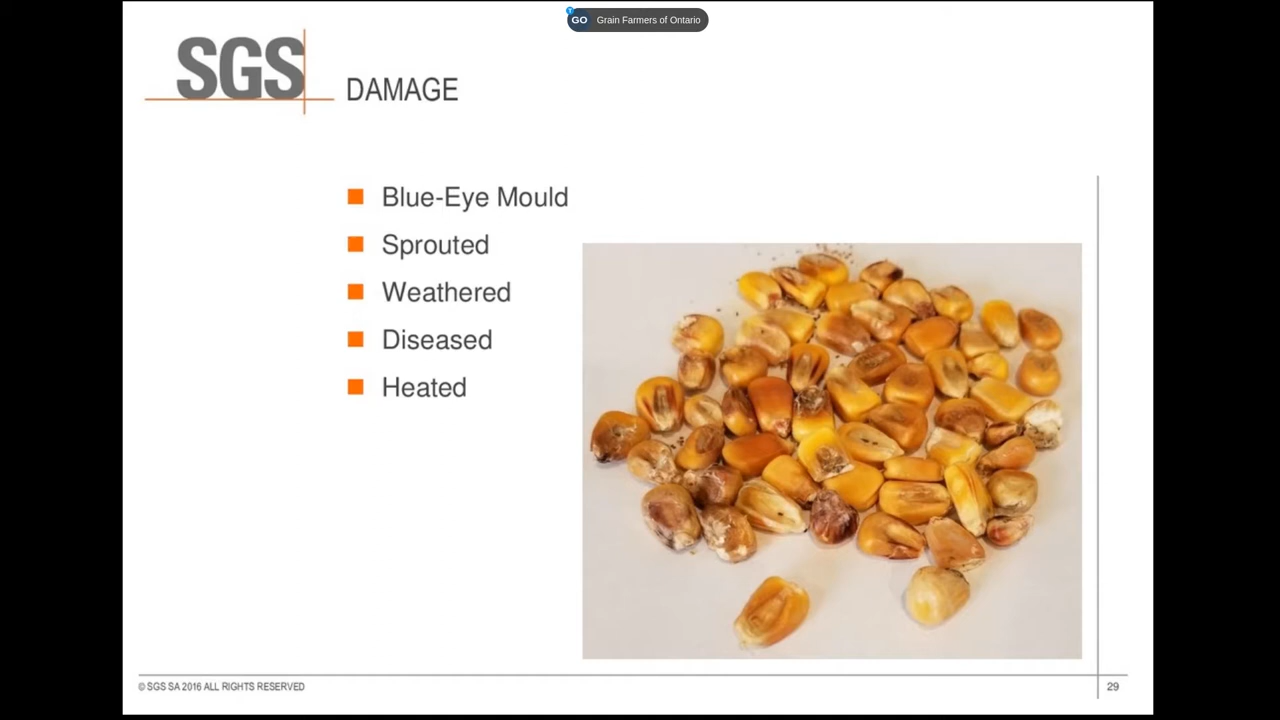 GO Grain Farmers of Ontario
SGS
DAMAGE
Blue-Eye Mould
Sprouted
Weathered
Diseased
Heated
© SGS SA 2016 ALL RIGHTS RESERVED
29